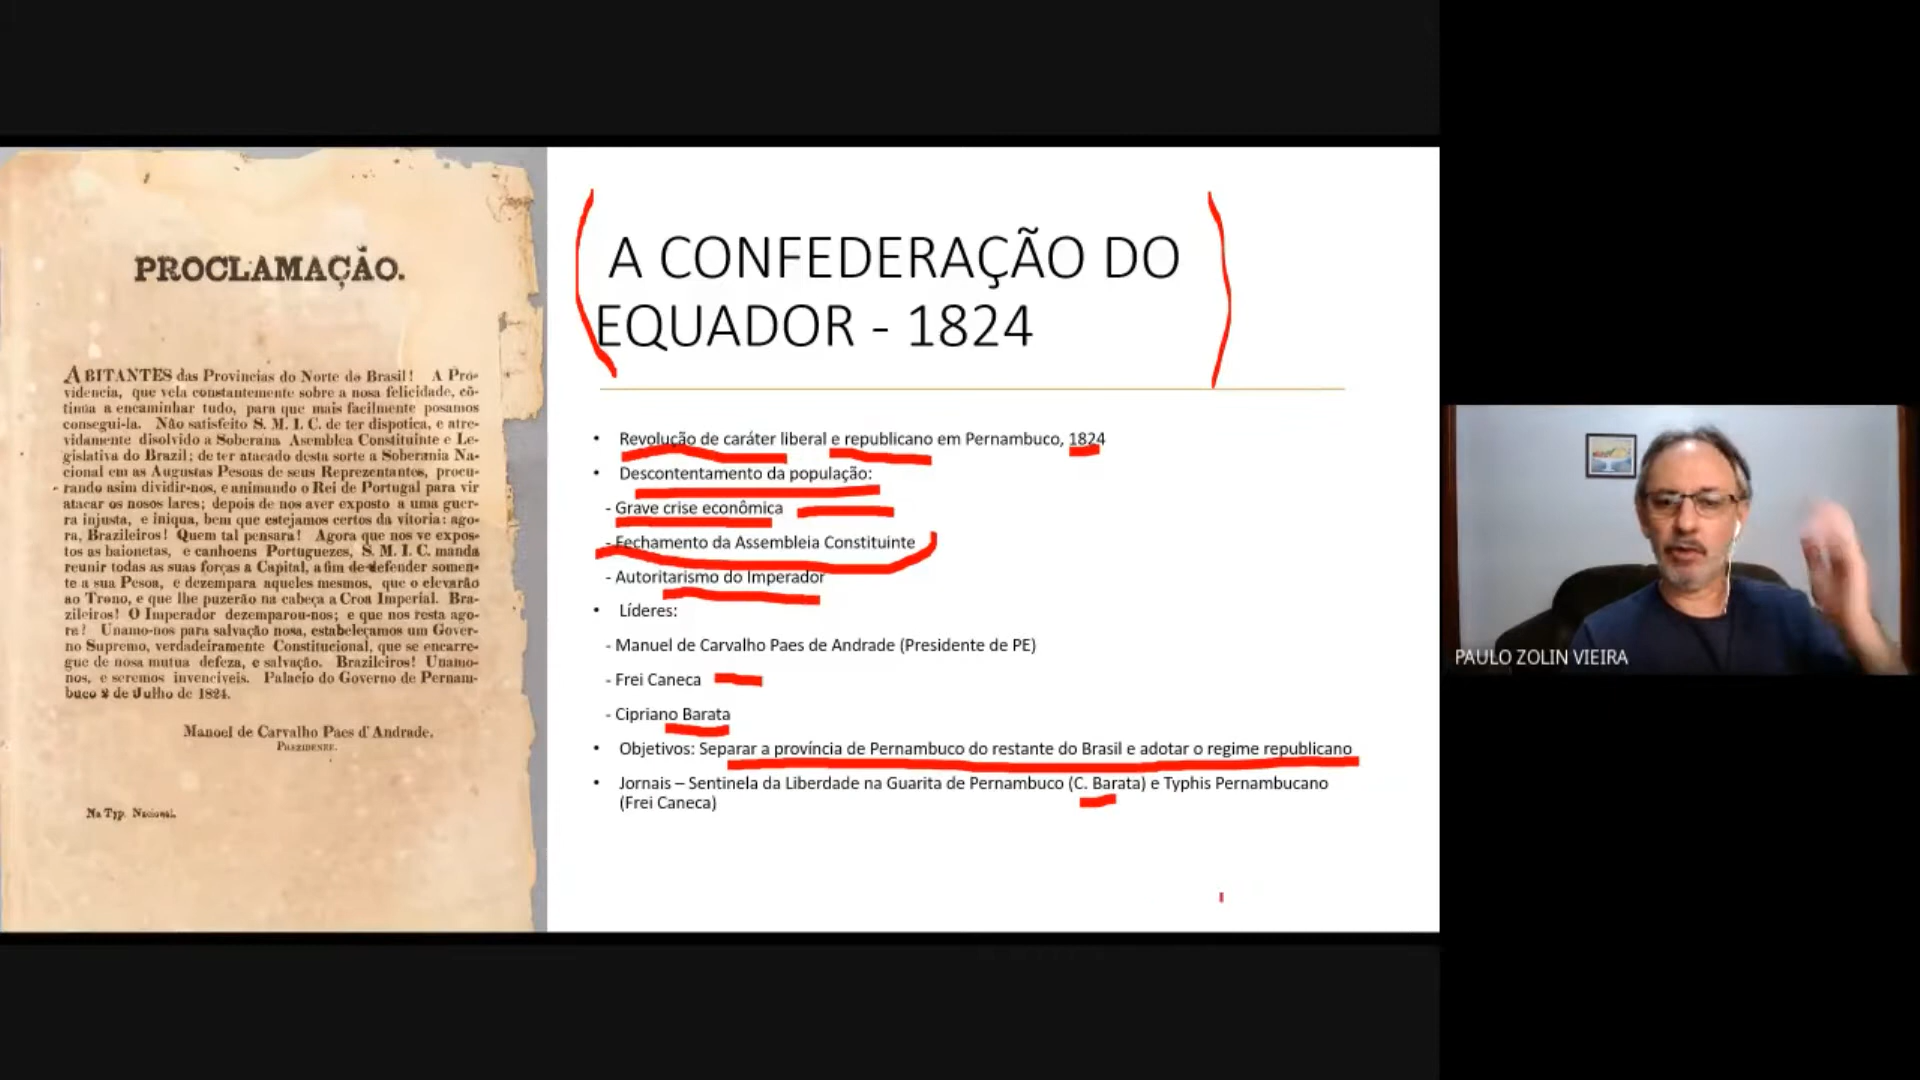 PROCLAMAÇÃO.
ABITANTES das Provincias do Norte do Brasil! A Pro-
videncia, que vela constantemente sobre a nosa felicidade, cõ-
tinúa a encaminhar tudo, para que mais facilmente posamos
consegui-la. Não satisfeito S. M. I. C. de ter dispotica, e atre-
vidamente disolvido a Soberana Asemblea Constituinte e Le-
gislativa do Brazil; de ter atacado desta sorte a Soberania Na-
cional em as Augustas Pesoas de seus Reprezentantes, procu-
rando asim dividir-nos, e animando o Rei de Portugal para vir
atacar os nosos lares; depois de nos aver exposto a uma guer-
ra injusta, e iniqua, bem que estejamos certos da vitoria: ago-
ra, Brazileiros! Quem tal pensara! Agora que nos ve expos-
tos as baionetas, e canhoens Portuguezes, S. M. I. C. manda
reunir todas as suas forças a Capital, a fim de defender somen-
te a sua Pesoa, e dezempara aqueles mesmos, que o elevarão
ao Trono, e que lhe puzerão na cabeça a Croa Imperial. Bra-
zileiros! O Imperador dezemparou-nos; e que nos resta ago-
ra! Unamo-nos para salvação nosa, estabeleçamos um Gover-
no Supremo, verdadeiramente Constitucional, que se encarre-
gue de nosa mutua defeza, e salvação. Brazileiros! Unamo-
nos, e seremos invenciveis. Palacio do Governo de Pernam-
buco 2 de Julho de 1824.
Manoel de Carvalho Paes d'Andrade.
PREZIDENTE.
Na Typ. Nacional.
A CONFEDERAÇÃO DO
EQUADOR - 1824
• Revolução de caráter liberal e republicano em Pernambuco, 1824
• Descontentamento da população:
- Grave crise econômica
- Fechamento da Assembleia Constituinte
- Autoritarismo do Imperador
• Líderes:
- Manuel de Carvalho Paes de Andrade (Presidente de PE)
- Frei Caneca
- Cipriano Barata
• Objetivos: Separar a província de Pernambuco do restante do Brasil e adotar o regime republicano
• Jornais – Sentinela da Liberdade na Guarita de Pernambuco (C. Barata) e Typhis Pernambucano
(Frei Caneca)
PAULO ZOLIN VIEIRA